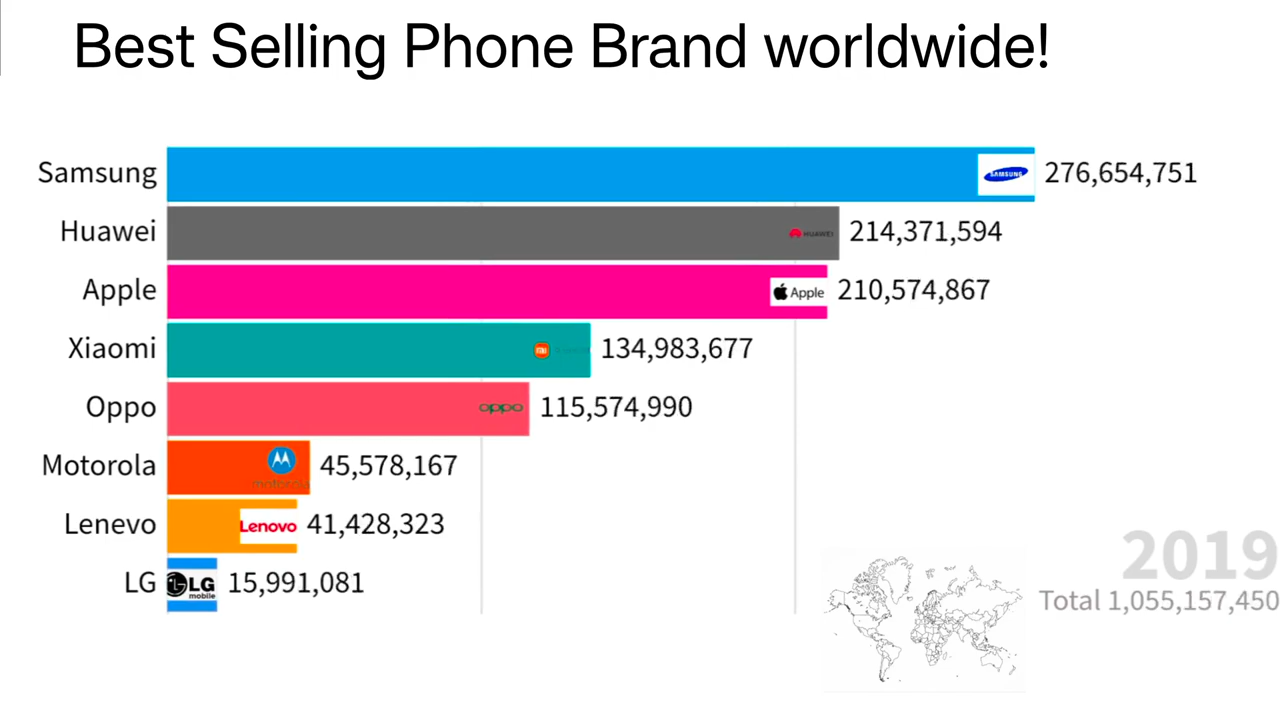 Best Selling Phone Brand worldwide!
Samsung SAMSUNG 276,654,751
Huawei HUAWEI 214,371,594
Apple Apple 210,574,867
Xiaomi mi 134,983,677
Oppo oppo 115,574,990
Motorola motorola 45,578,167
Lenevo Lenovo 41,428,323
LG LG mobile 15,991,081
2019
Total 1,055,157,450